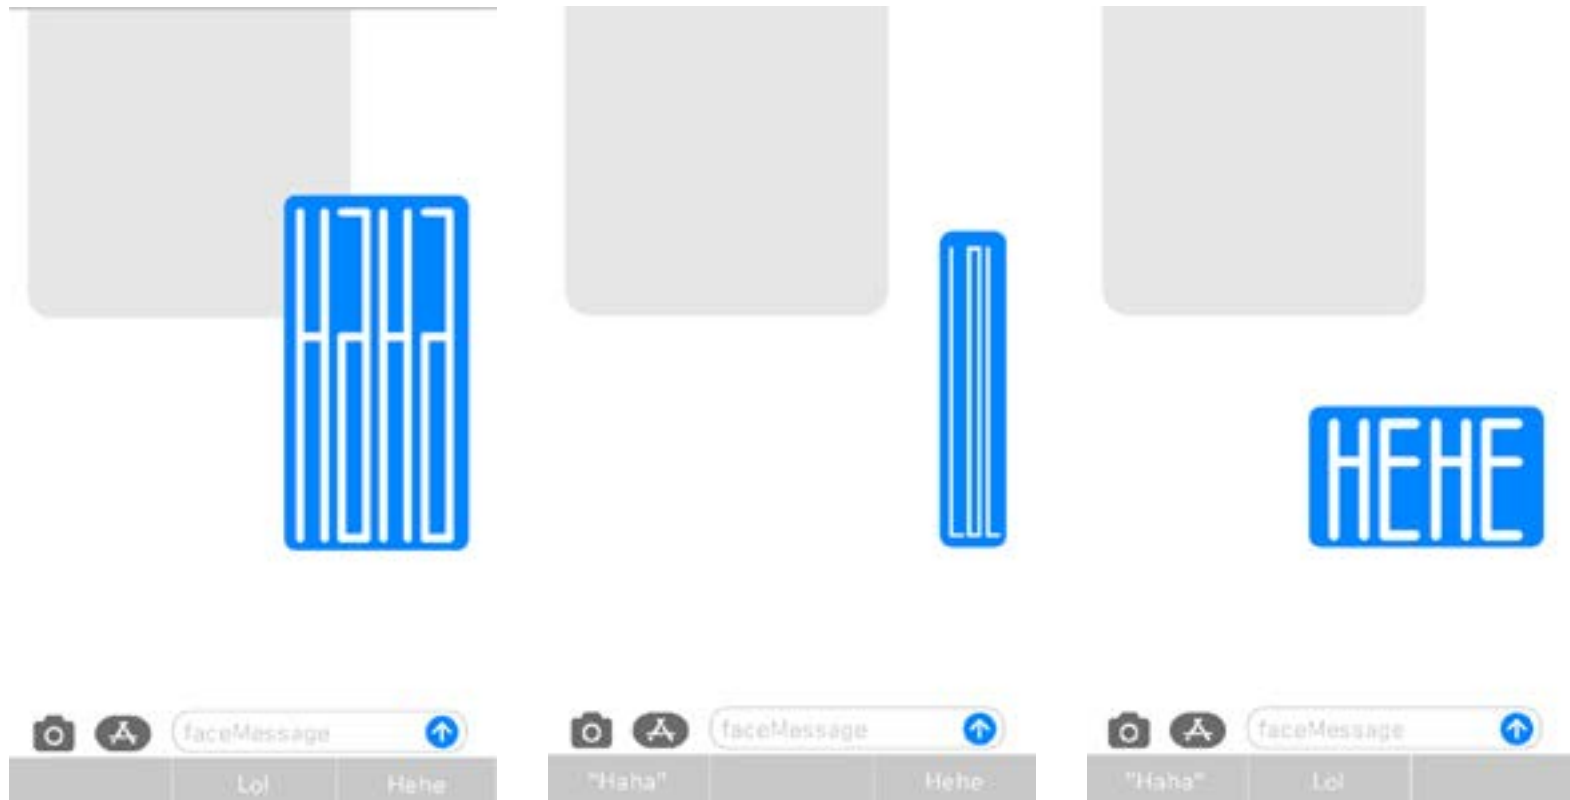 HaHa
faceMessage
Lol Hehe
LOL
faceMessage
"Haha" Hehe
HEHE
faceMessage
"Haha" Lol